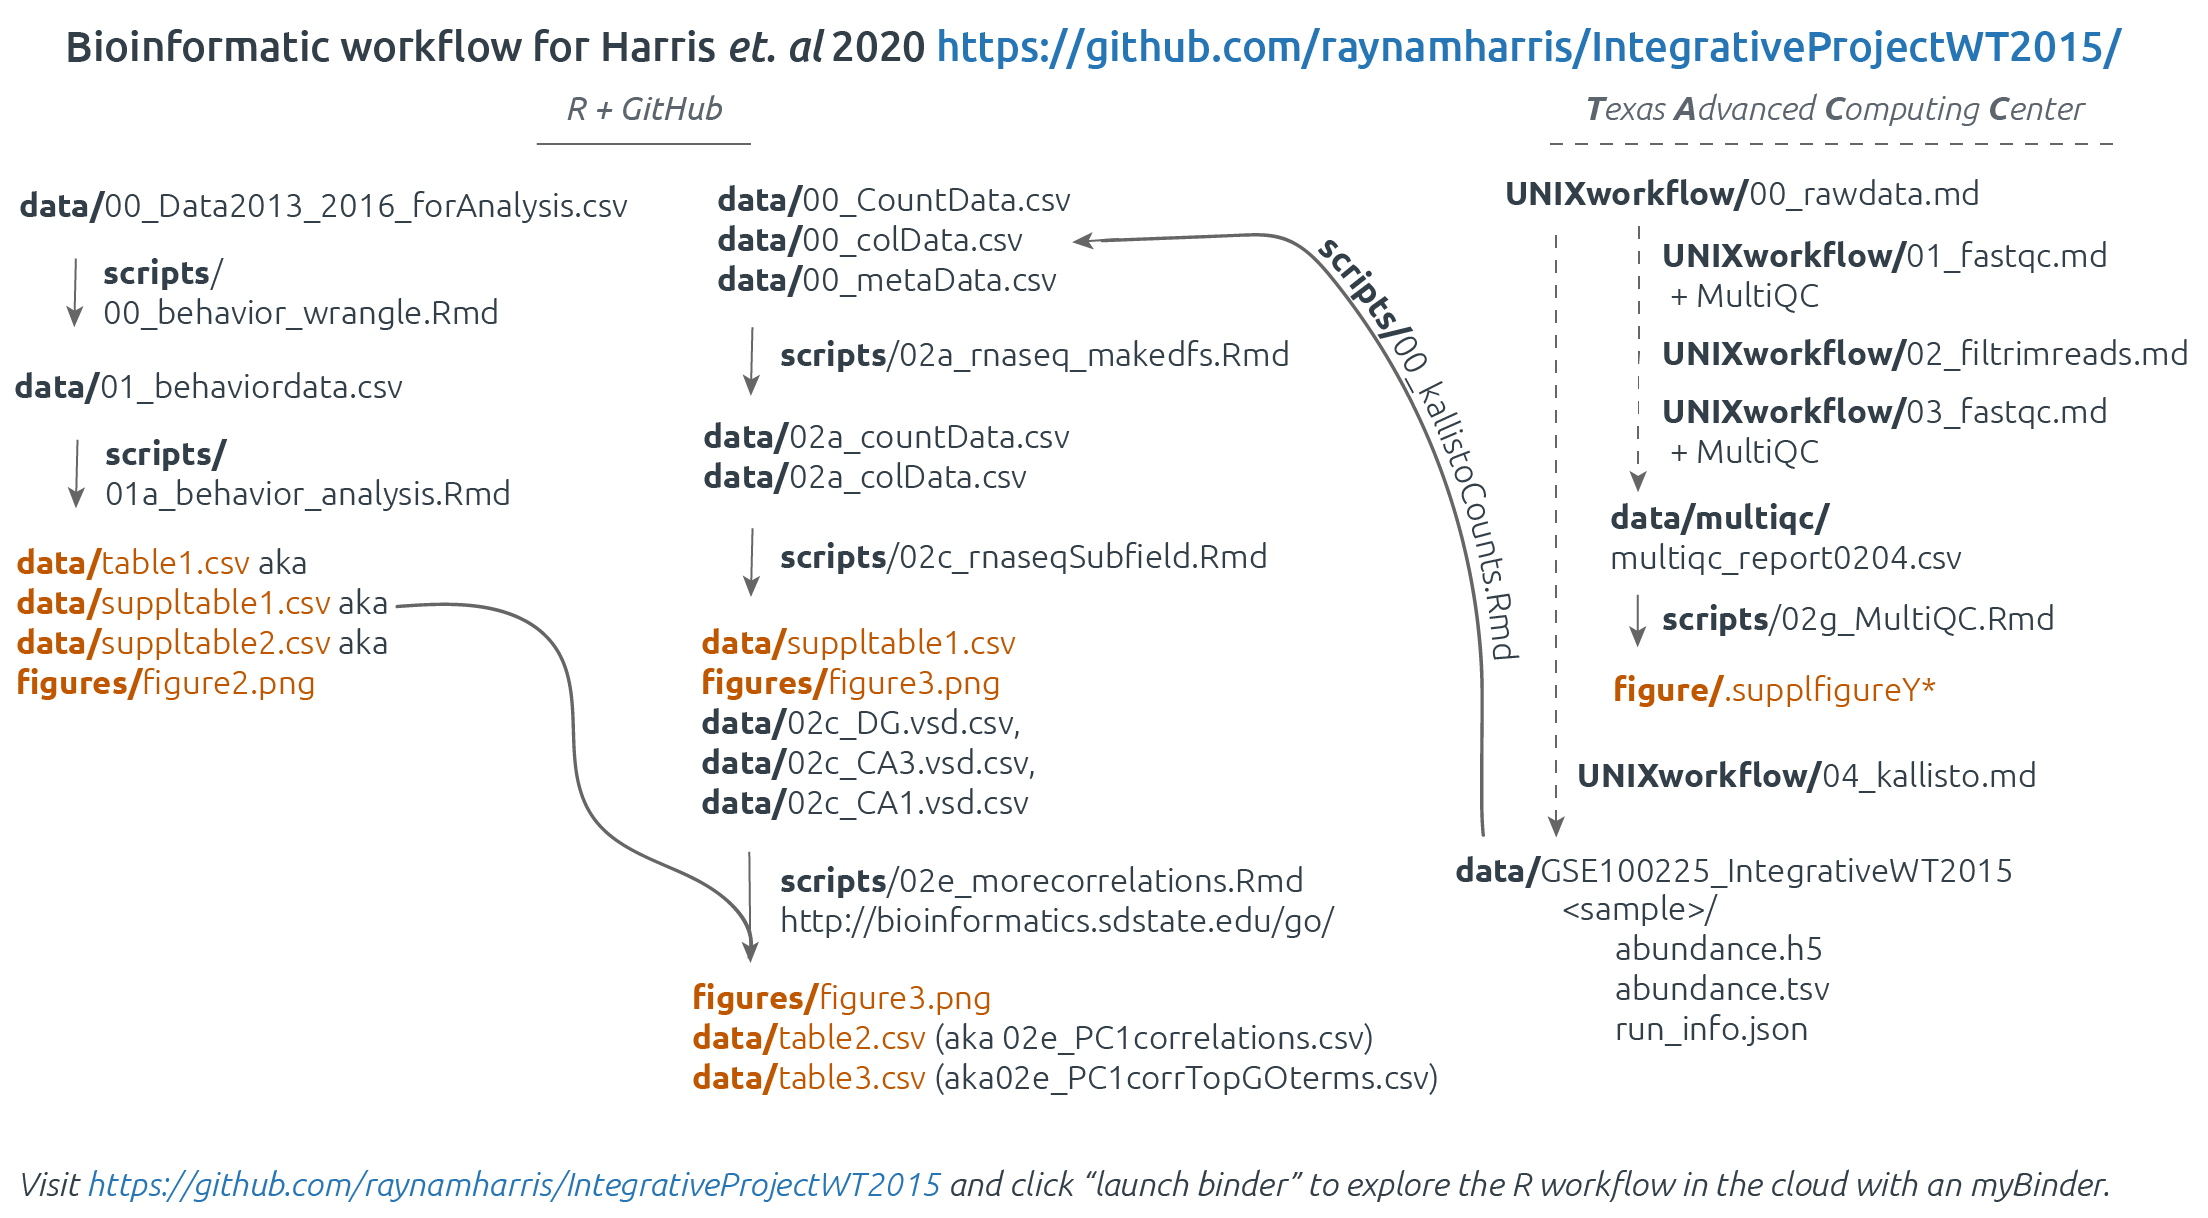 Bioinformatic workflow for Harris et. al 2020 https://github.com/raynamharris/IntegrativeProjectWT2015/
R + GitHub
Texas Advanced Computing Center
data/00_Data2013_2016_forAnalysis.csv
scripts/
00_behavior_wrangle.Rmd
data/01_behaviordata.csv
scripts/
01a_behavior_analysis.Rmd
data/table1.csv aka
data/suppltable1.csv aka
data/suppltable2.csv aka
figures/figure2.png
data/00_CountData.csv
data/00_colData.csv
data/00_metaData.csv
scripts/02a_rnaseq_makedfs.Rmd
data/02a_countData.csv
data/02a_colData.csv
scripts/02c_rnaseqSubfield.Rmd
data/suppltable1.csv
figures/figure3.png
data/02c_DG.vsd.csv,
data/02c_CA3.vsd.csv,
data/02c_CA1.vsd.csv
scripts/02e_morecorrelations.Rmd
http://bioinformatics.sdstate.edu/go/
figures/figure3.png
data/table2.csv (aka 02e_PC1correlations.csv)
data/table3.csv (aka02e_PC1corrTopGOterms.csv)
scripts/00_kallistoCounts.Rmd
UNIXworkflow/00_rawdata.md
UNIXworkflow/01_fastqc.md
+ MultiQC
UNIXworkflow/02_filtrimreads.md
UNIXworkflow/03_fastqc.md
+ MultiQC
data/multiqc/
multiqc_report0204.csv
scripts/02g_MultiQC.Rmd
figure/.supplfigureY*
UNIXworkflow/04_kallisto.md
data/GSE100225_IntegrativeWT2015
<sample>/
abundance.h5
abundance.tsv
run_info.json
Visit https://github.com/raynamharris/IntegrativeProjectWT2015 and click “launch binder” to explore the R workflow in the cloud with an myBinder.